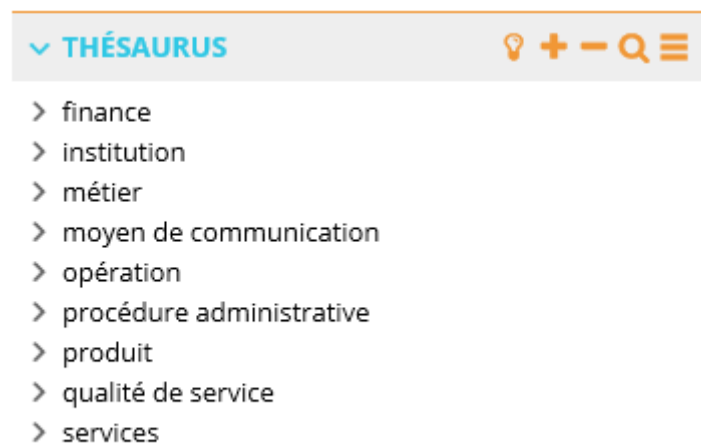 THÉSAURUS
finance
institution
métier
moyen de communication
opération
procédure administrative
produit
qualité de service
services